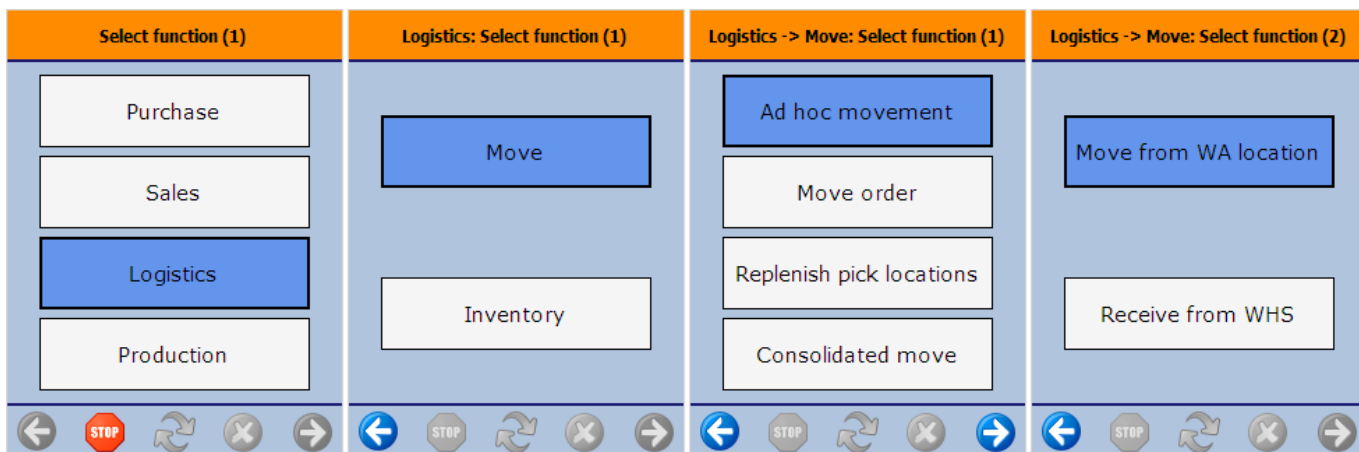 Select function (1)
Purchase
Sales
Logistics
Production
STOP
Logistics: Select function (1)
Move
Inventory
STOP
Logistics -> Move: Select function (1)
Ad hoc movement
Move order
Replenish pick locations
Consolidated move
STOP
Logistics -> Move: Select function (2)
Move from WA location
Receive from WHS
STOP